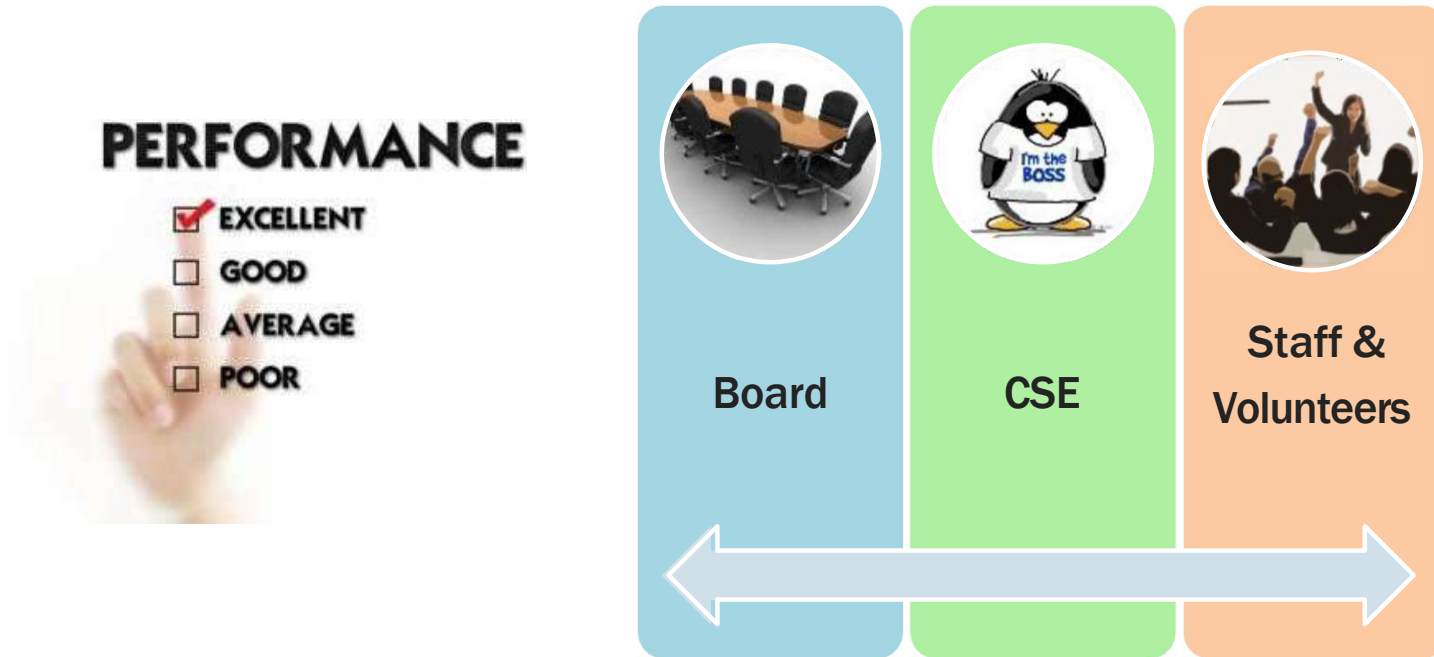 PERFORMANCE
EXCELLENT
GOOD
AVERAGE
POOR
I'm the
BOSS
Board
CSE
Staff &
Volunteers